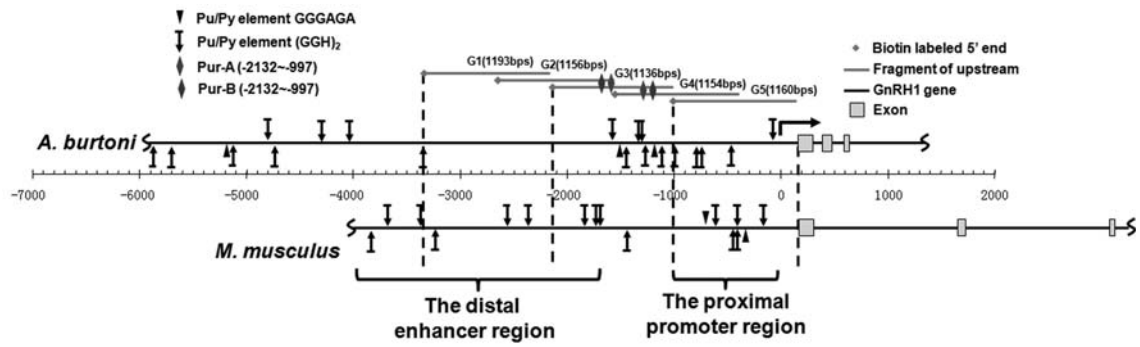 Pu/Py element GGGAGA
Pu/Py element (GGH)2
Pur-A (-2132~-997)
Pur-B (-2132~-997)
G1(1193bps)
G2(1156bps)
G3(1136bps)
G4(1154bps)
G5(1160bps)
Biotin labeled 5' end
Fragment of upstream
GnRH1 gene
Exon
A. burtoni
-7000 -6000 -5000 -4000 -3000 -2000 -1000 0 1000 2000
M. musculus
The distal
enhancer region
The proximal
promoter region